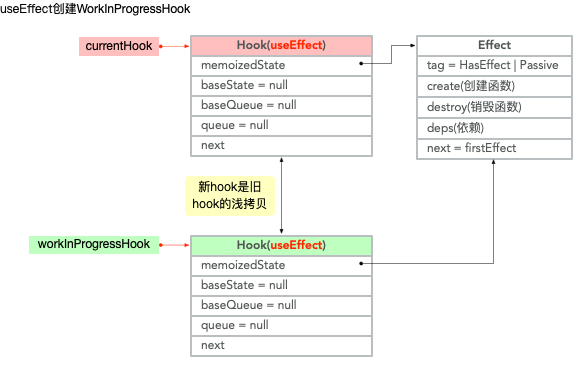 useEffect创建WorkInProgressHook
currentHook
Hook(useEffect)
memoizedState
baseState = null
baseQueue = null
queue = null
next
Effect
tag = HasEffect | Passive
create(创建函数)
destroy(销毁函数)
deps(依赖)
next = firstEffect
新hook是旧
hook的浅拷贝
workInProgressHook
Hook(useEffect)
memoizedState
baseState = null
baseQueue = null
queue = null
next